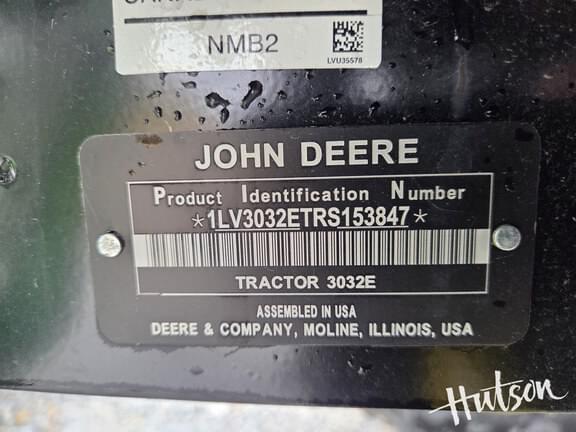 NMB2
LVU35578
JOHN DEERE
Product Identification Number
*1LV3032ETRS153847*
TRACTOR 3032E
ASSEMBLED IN USA
DEERE & COMPANY, MOLINE, ILLINOIS, USA
Hutson